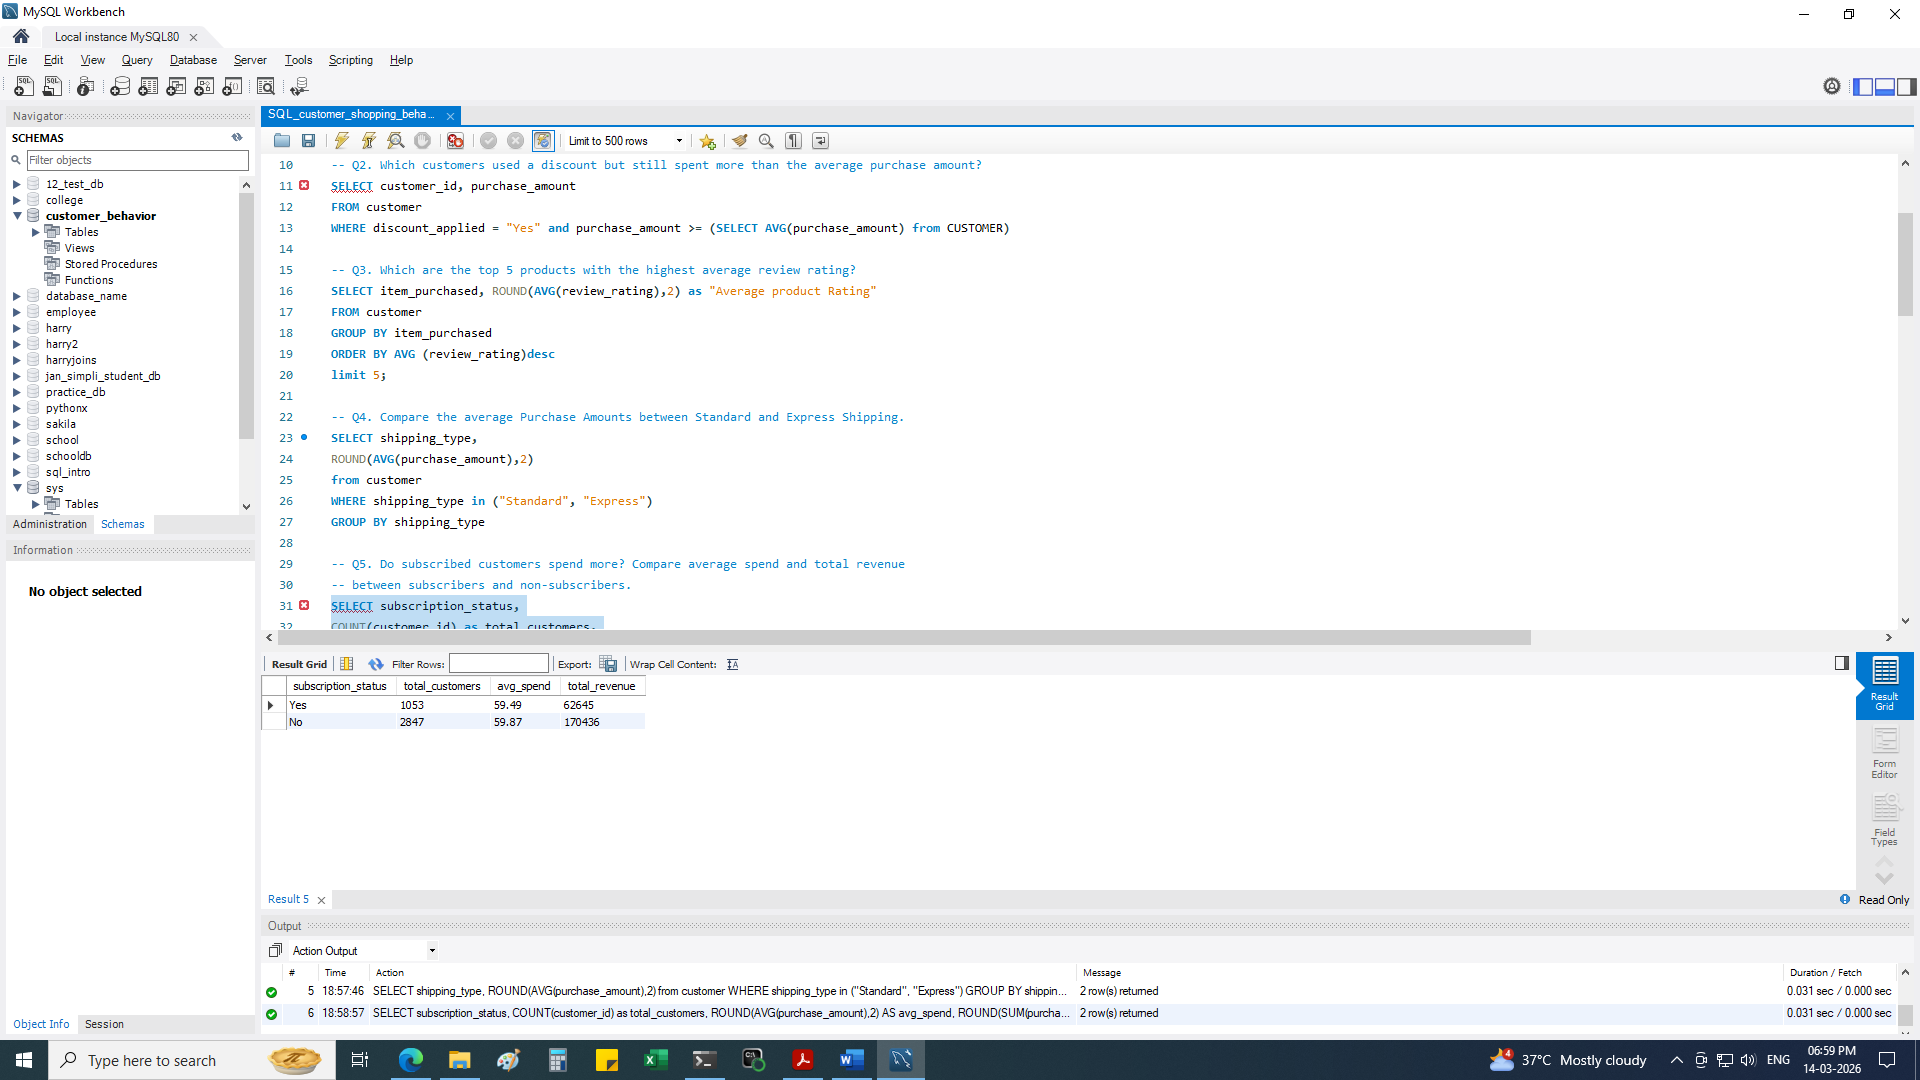 MySQL Workbench
Local instance MySQL80
File Edit View Query Database Server Tools Scripting Help
Navigator
SCHEMAS
Filter objects
12_test_db
college
customer_behavior
Tables
Views
Stored Procedures
Functions
database_name
employee
harry
harry2
harryjoins
jan_simpli_student_db
practice_db
pythonx
sakila
school
schooldb
sql_intro
sys
Tables
Administration Schemas
Information
No object selected
Object Info Session
SQL_customer_shopping_beha...
Limit to 500 rows
10 -- Q2. Which customers used a discount but still spent more than the average purchase amount?
11 SELECT customer_id, purchase_amount
12 FROM customer
13 WHERE discount_applied = "Yes" and purchase_amount >= (SELECT AVG(purchase_amount) from CUSTOMER)
14
15 -- Q3. Which are the top 5 products with the highest average review rating?
16 SELECT item_purchased, ROUND(AVG(review_rating),2) as "Average product Rating"
17 FROM customer
18 GROUP BY item_purchased
19 ORDER BY AVG (review_rating)desc
20 limit 5;
21
22 -- Q4. Compare the average Purchase Amounts between Standard and Express Shipping.
23 SELECT shipping_type,
24 ROUND(AVG(purchase_amount),2)
25 from customer
26 WHERE shipping_type in ("Standard", "Express")
27 GROUP BY shipping_type
28
29 -- Q5. Do subscribed customers spend more? Compare average spend and total revenue
30 -- between subscribers and non-subscribers.
31 SELECT subscription_status,
32 COUNT(customer_id) as total_customers,
Result Grid Filter Rows: Export: Wrap Cell Content:
subscription_status total_customers avg_spend total_revenue
Yes 1053 59.49 62645
No 2847 59.87 170436
Result Grid
Form Editor
Field Types
Result 5
Read Only
Output
Action Output
# Time Action Message Duration / Fetch
5 18:57:46 SELECT shipping_type, ROUND(AVG(purchase_amount),2) from customer WHERE shipping_type in ("Standard", "Express") GROUP BY shippin... 2 row(s) returned 0.031 sec / 0.000 sec
6 18:58:57 SELECT subscription_status, COUNT(customer_id) as total_customers, ROUND(AVG(purchase_amount),2) AS avg_spend, ROUND(SUM(purcha... 2 row(s) returned 0.031 sec / 0.000 sec
Type here to search
4
37°C Mostly cloudy
ENG
06:59 PM
14-03-2026